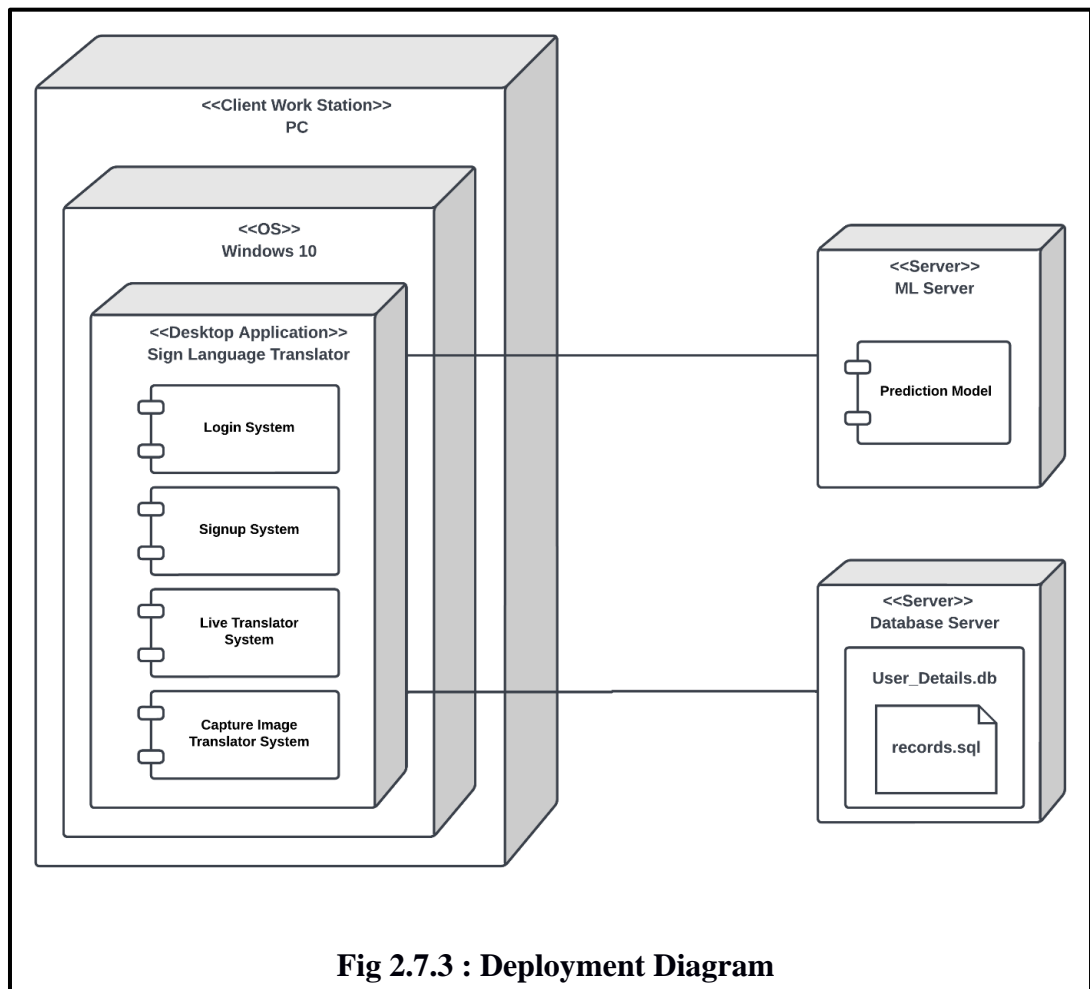 <<Client Work Station>>
PC
<<OS>>
Windows 10
<<Desktop Application>>
Sign Language Translator
Login System
Signup System
Live Translator
System
Capture Image
Translator System
<<Server>>
ML Server
Prediction Model
<<Server>>
Database Server
User_Details.db
records.sql
Fig 2.7.3 : Deployment Diagram